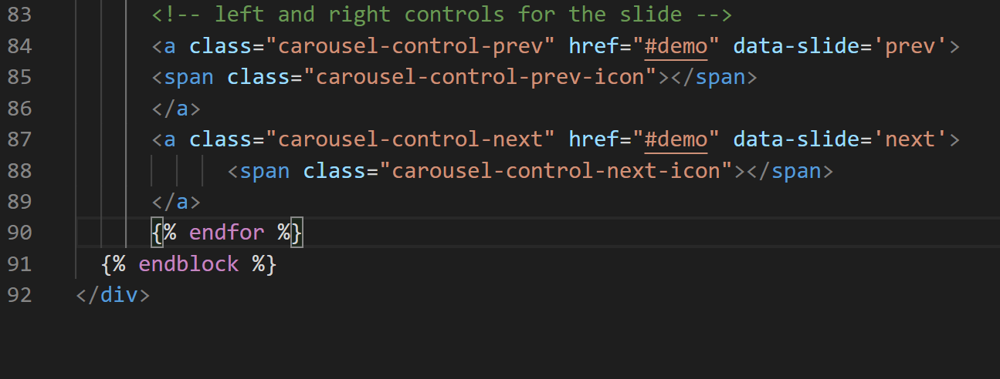 83 <!-- left and right controls for the slide -->
84 <a class="carousel-control-prev" href="#demo" data-slide='prev'>
85 <span class="carousel-control-prev-icon"></span>
86 </a>
87 <a class="carousel-control-next" href="#demo" data-slide='next'>
88 <span class="carousel-control-next-icon"></span>
89 </a>
90 {% endfor %}
91 {% endblock %}
92 </div>